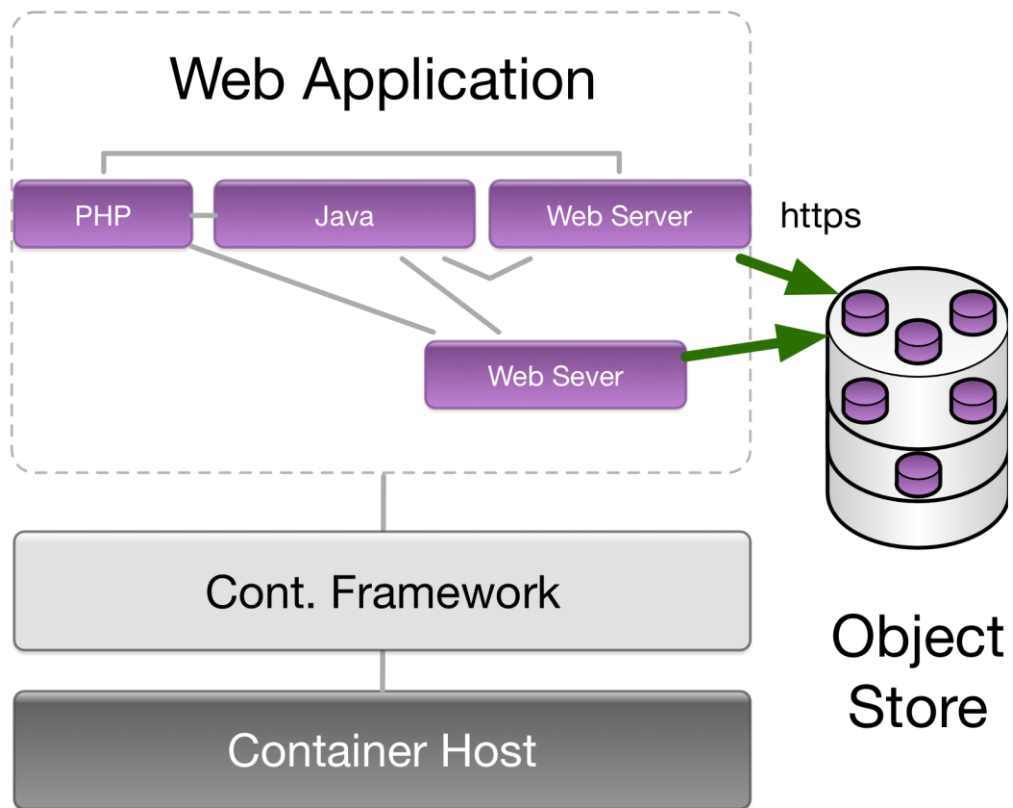 Web Application
PHP
Java
Web Server
https
Web Sever
Cont. Framework
Object
Store
Container Host